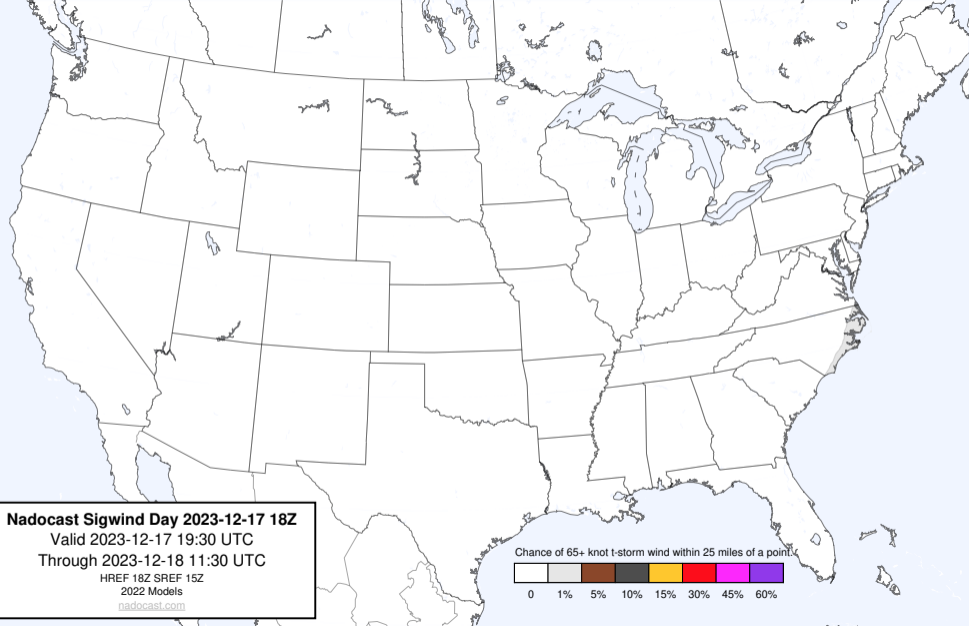 Nadocast Sigwind Day 2023-12-17 18Z
Valid 2023-12-17 19:30 UTC
Through 2023-12-18 11:30 UTC
HREF 18Z SREF 15Z
2022 Models
nadocast.com
Chance of 65+ knot t-storm wind within 25 miles of a point.
0 1% 5% 10% 15% 30% 45% 60%